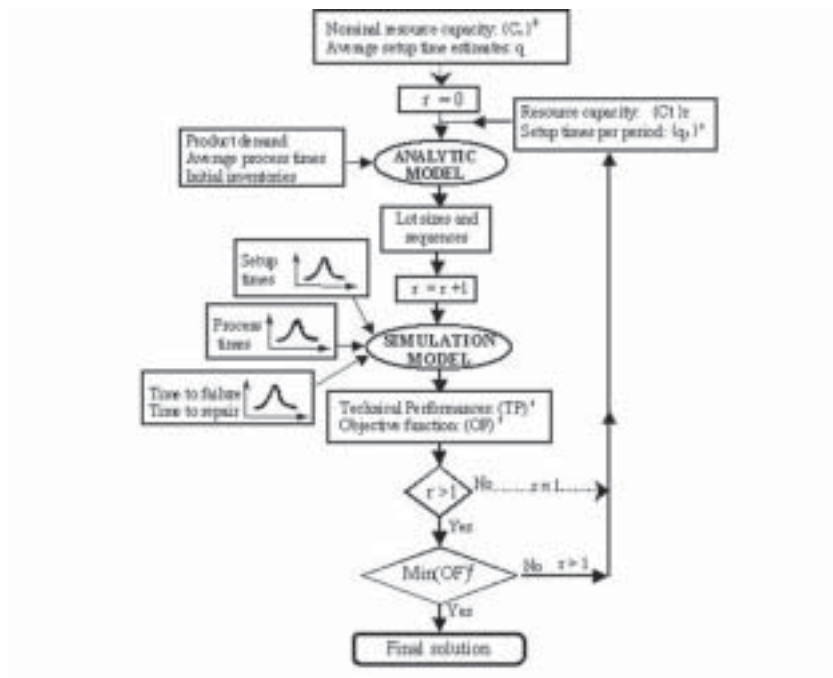 Nominal resource capacity: (C
Average setup time estimates: q
r = 0
Resource capacity: (Ct)r
Setup times per period: (q
Product demand
Average process times
Initial inventories
ANALYTIC
MODEL
Lot sizes and
sequences
Setup
times
r = r+1
Process
times
SIMULATION
MODEL
Time to failure
Time to repair
Technical Performances: (TP)
Objective function: (OF)
r >1
No r = 1
Yes
Min(OF)
No r > 1
Yes
Final solution